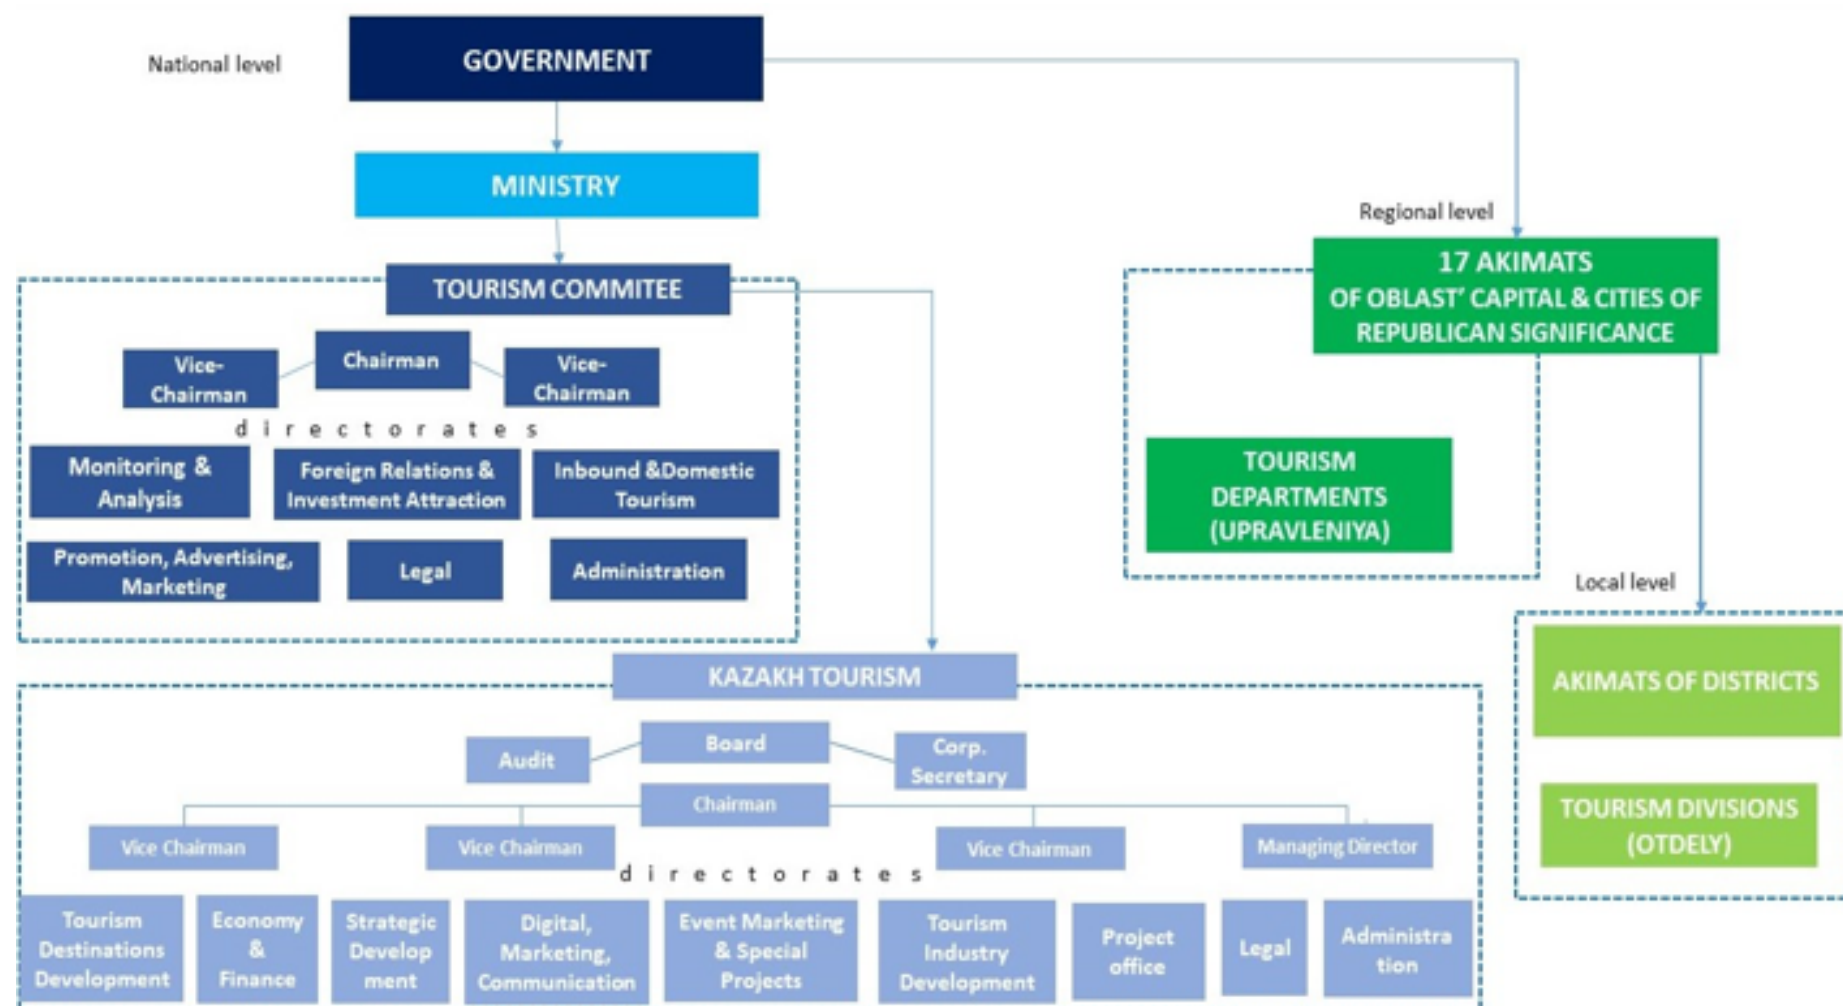 National level
GOVERNMENT
MINISTRY
Regional level
17 AKIMATS
OF OBLAST’ CAPITAL & CITIES OF
REPUBLICAN SIGNIFICANCE
TOURISM COMMITEE
Vice-
Chairman
Chairman
Vice-
Chairman
directorates
Monitoring &
Analysis
Foreign Relations &
Investment Attraction
Inbound &Domestic
Tourism
Promotion, Advertising,
Marketing
Legal
Administration
TOURISM
DEPARTMENTS
(UPRAVLENIYA)
Local level
AKIMATS OF DISTRICTS
TOURISM DIVISIONS
(OTDELY)
KAZAKH TOURISM
Audit
Board
Corp.
Secretary
Chairman
Vice Chairman
Vice Chairman
Vice Chairman
Managing Director
directorates
Tourism
Destinations
Development
Economy
&
Finance
Strategic
Develop
ment
Digital,
Marketing,
Communication
Event Marketing
& Special
Projects
Tourism
Industry
Development
Project
office
Legal
Administra
tion